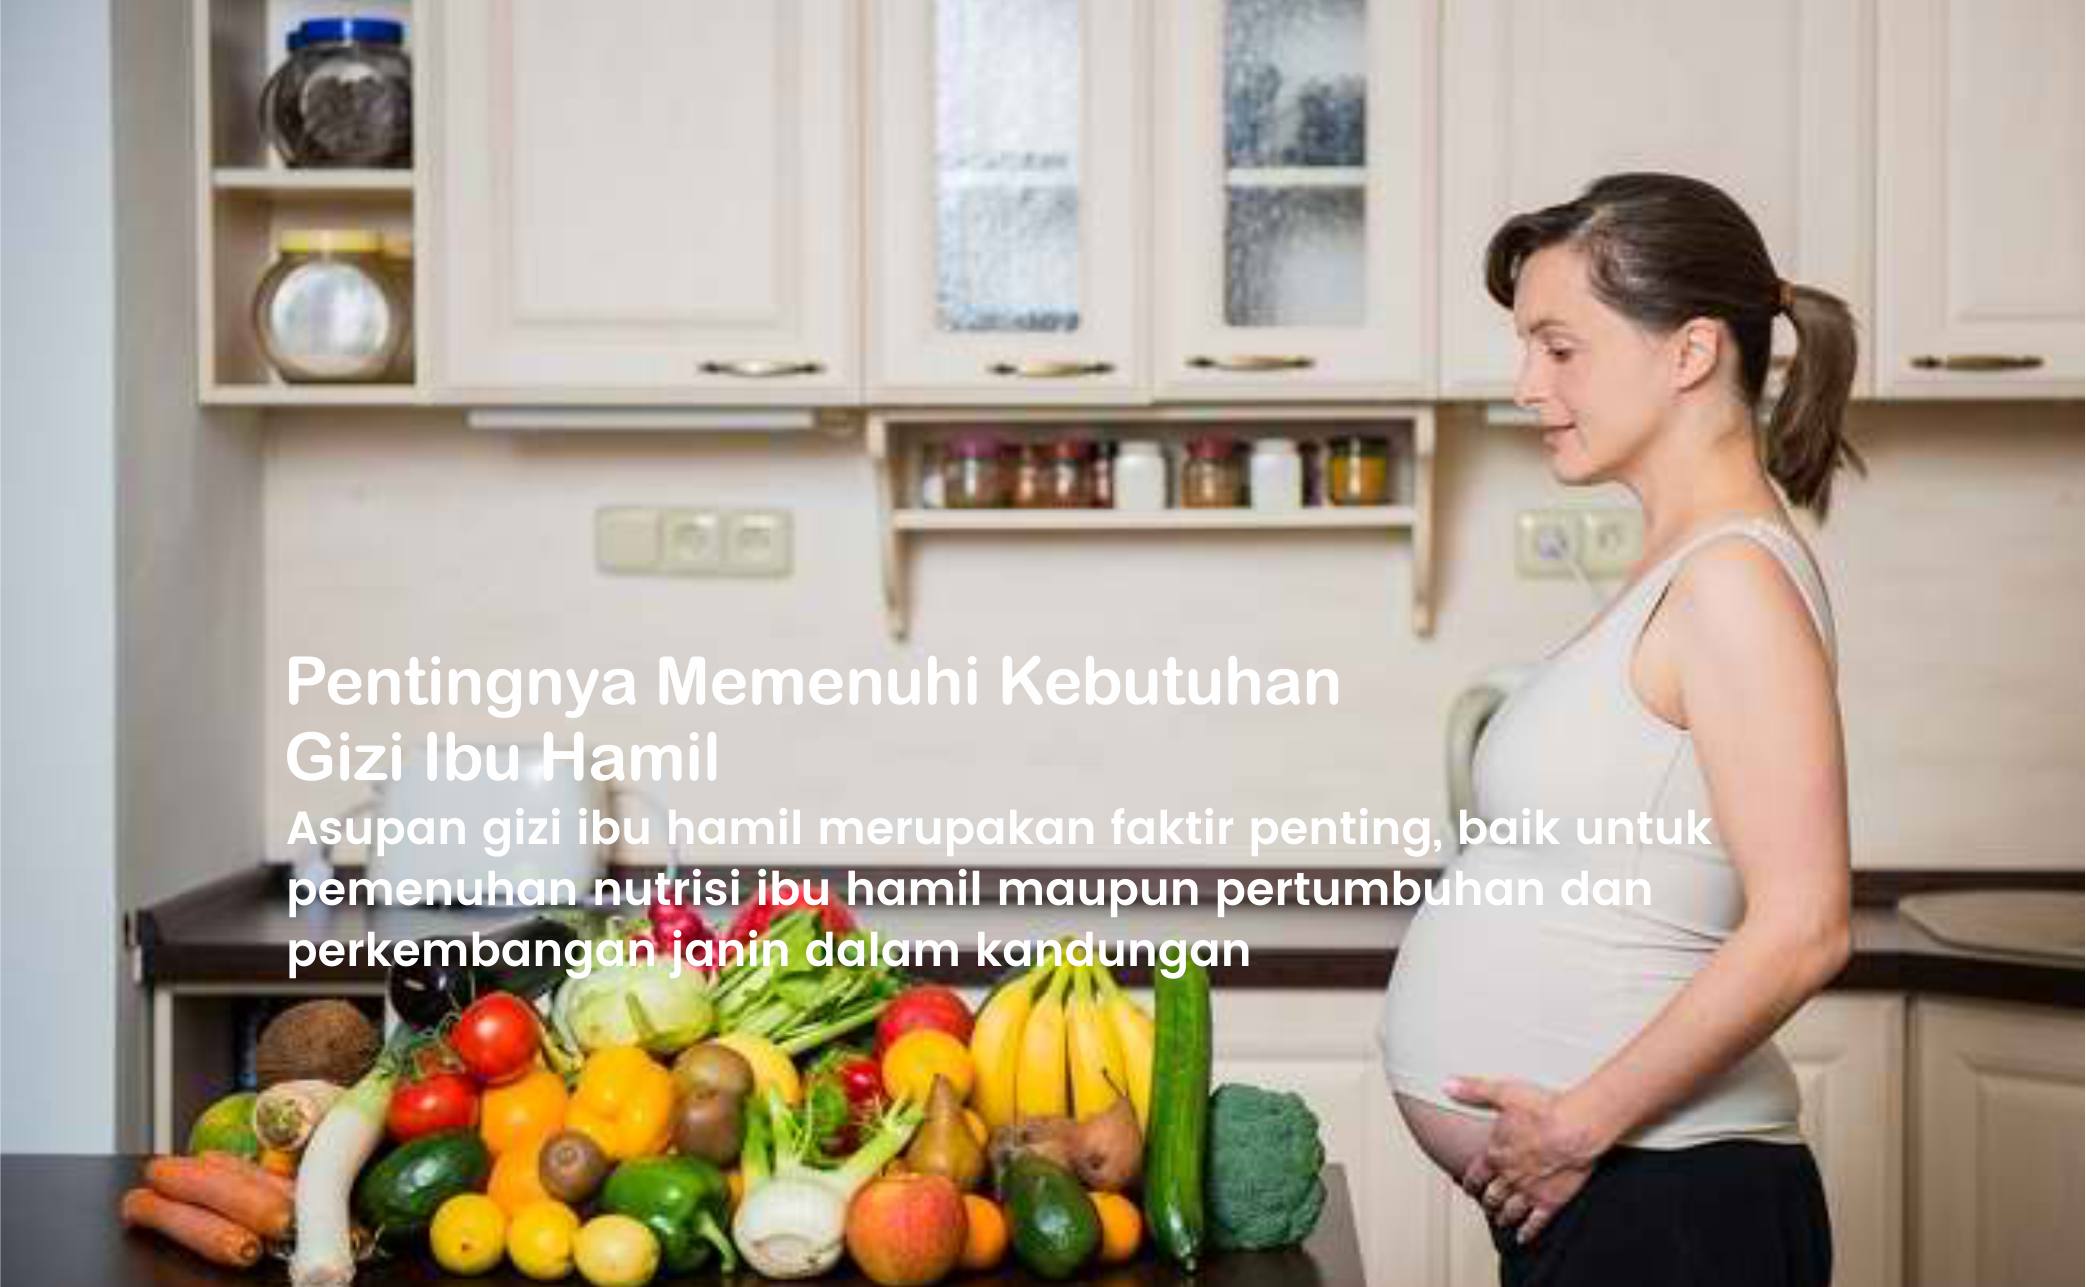 Pentingnya Memenuhi Kebutuhan
Gizi Ibu Hamil
Asupan gizi ibu hamil merupakan faktir penting, baik untuk
pemenuhan nutrisi ibu hamil maupun pertumbuhan dan
perkembangan janin dalam kandungan